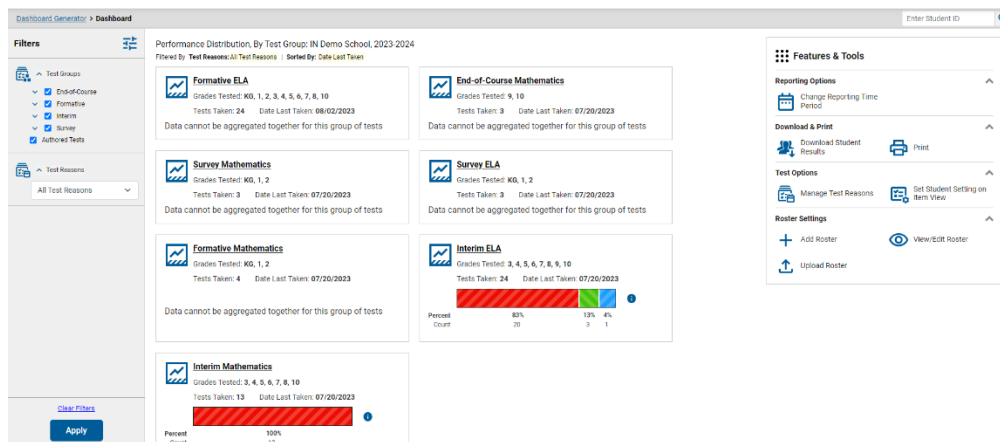 Dashboard Generator > Dashboard
Enter Student ID
Filters
Test Groups
End-of-Course
Formative
Interim
Survey
Authored Tests
Test Reasons
All Test Reasons
Clear Filters
Apply
Performance Distribution, By Test Group: IN Demo School, 2023-2024
Filtered By Test Reasons: All Test Reasons | Sorted By: Date Last Taken
Formative ELA
Grades Tested: KG, 1, 2, 3, 4, 5, 6, 7, 8, 10
Tests Taken: 24 Date Last Taken: 08/02/2023
Data cannot be aggregated together for this group of tests
End-of-Course Mathematics
Grades Tested: 9, 10
Tests Taken: 3 Date Last Taken: 07/20/2023
Data cannot be aggregated together for this group of tests
Survey Mathematics
Grades Tested: KG, 1, 2
Tests Taken: 3 Date Last Taken: 07/20/2023
Data cannot be aggregated together for this group of tests
Survey ELA
Grades Tested: KG, 1, 2
Tests Taken: 3 Date Last Taken: 07/20/2023
Data cannot be aggregated together for this group of tests
Formative Mathematics
Grades Tested: KG, 1, 2
Tests Taken: 4 Date Last Taken: 07/20/2023
Data cannot be aggregated together for this group of tests
Interim ELA
Grades Tested: 3, 4, 5, 6, 7, 8, 9, 10
Tests Taken: 24 Date Last Taken: 07/20/2023
Percent 83% 13% 4%
Count 20 3 1
Interim Mathematics
Grades Tested: 3, 4, 5, 6, 7, 8, 10
Tests Taken: 13 Date Last Taken: 07/20/2023
Percent 100%
Features & Tools
Reporting Options
Change Reporting Time
Period
Download & Print
Download Student
Results
Print
Test Options
Manage Test Reasons
Set Student Setting on
Item View
Roster Settings
Add Roster
View/Edit Roster
Upload Roster